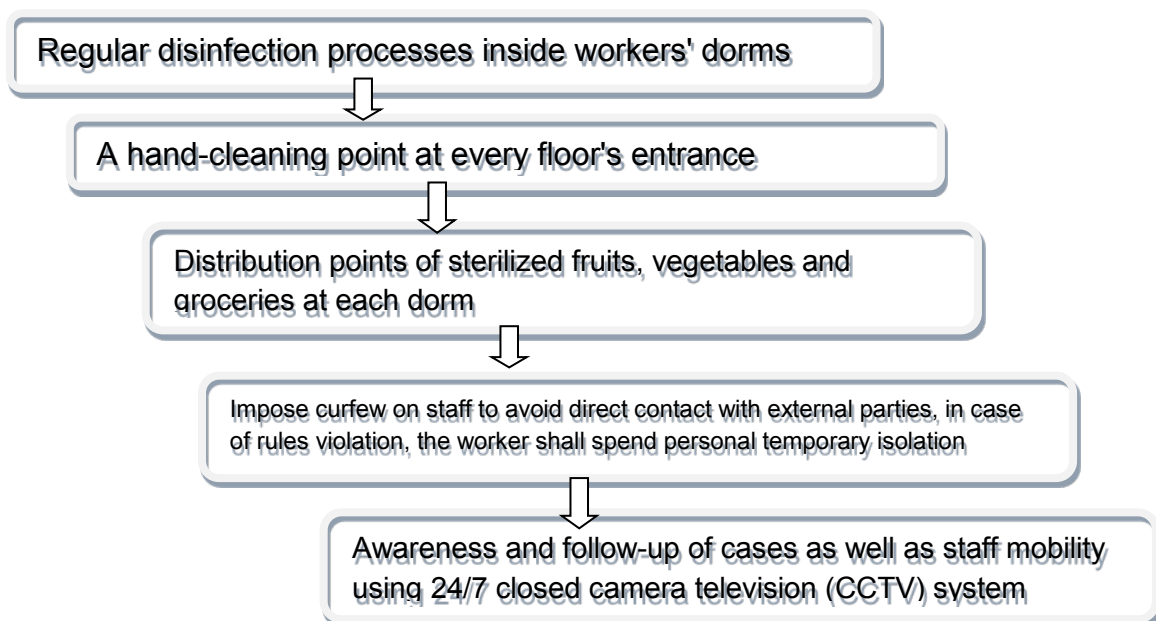 Regular disinfection processes inside workers' dorms
A hand-cleaning point at every floor's entrance
Distribution points of sterilized fruits, vegetables and
groceries at each dorm
Impose curfew on staff to avoid direct contact with external parties, in case
of rules violation, the worker shall spend personal temporary isolation
Awareness and follow-up of cases as well as staff mobility
using 24/7 closed camera television (CCTV) system